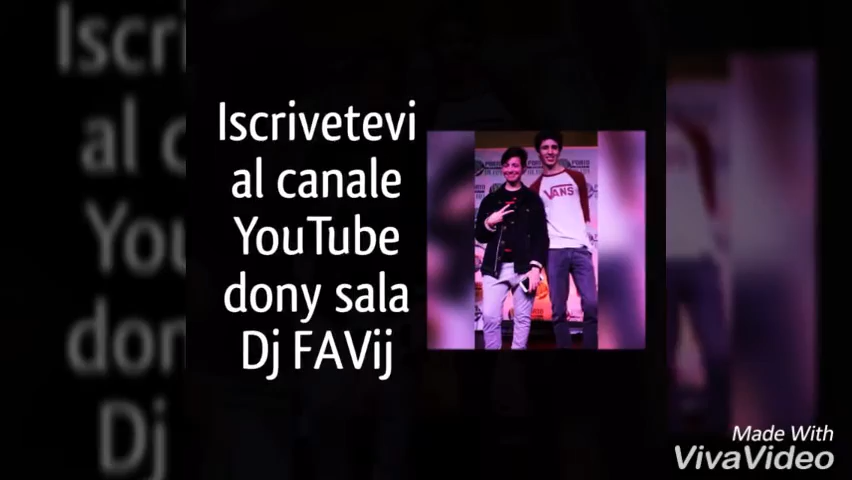 Iscrivetevi
al canale
YouTube
dony sala
Dj FAVij
VANS
Made With
VivaVideo